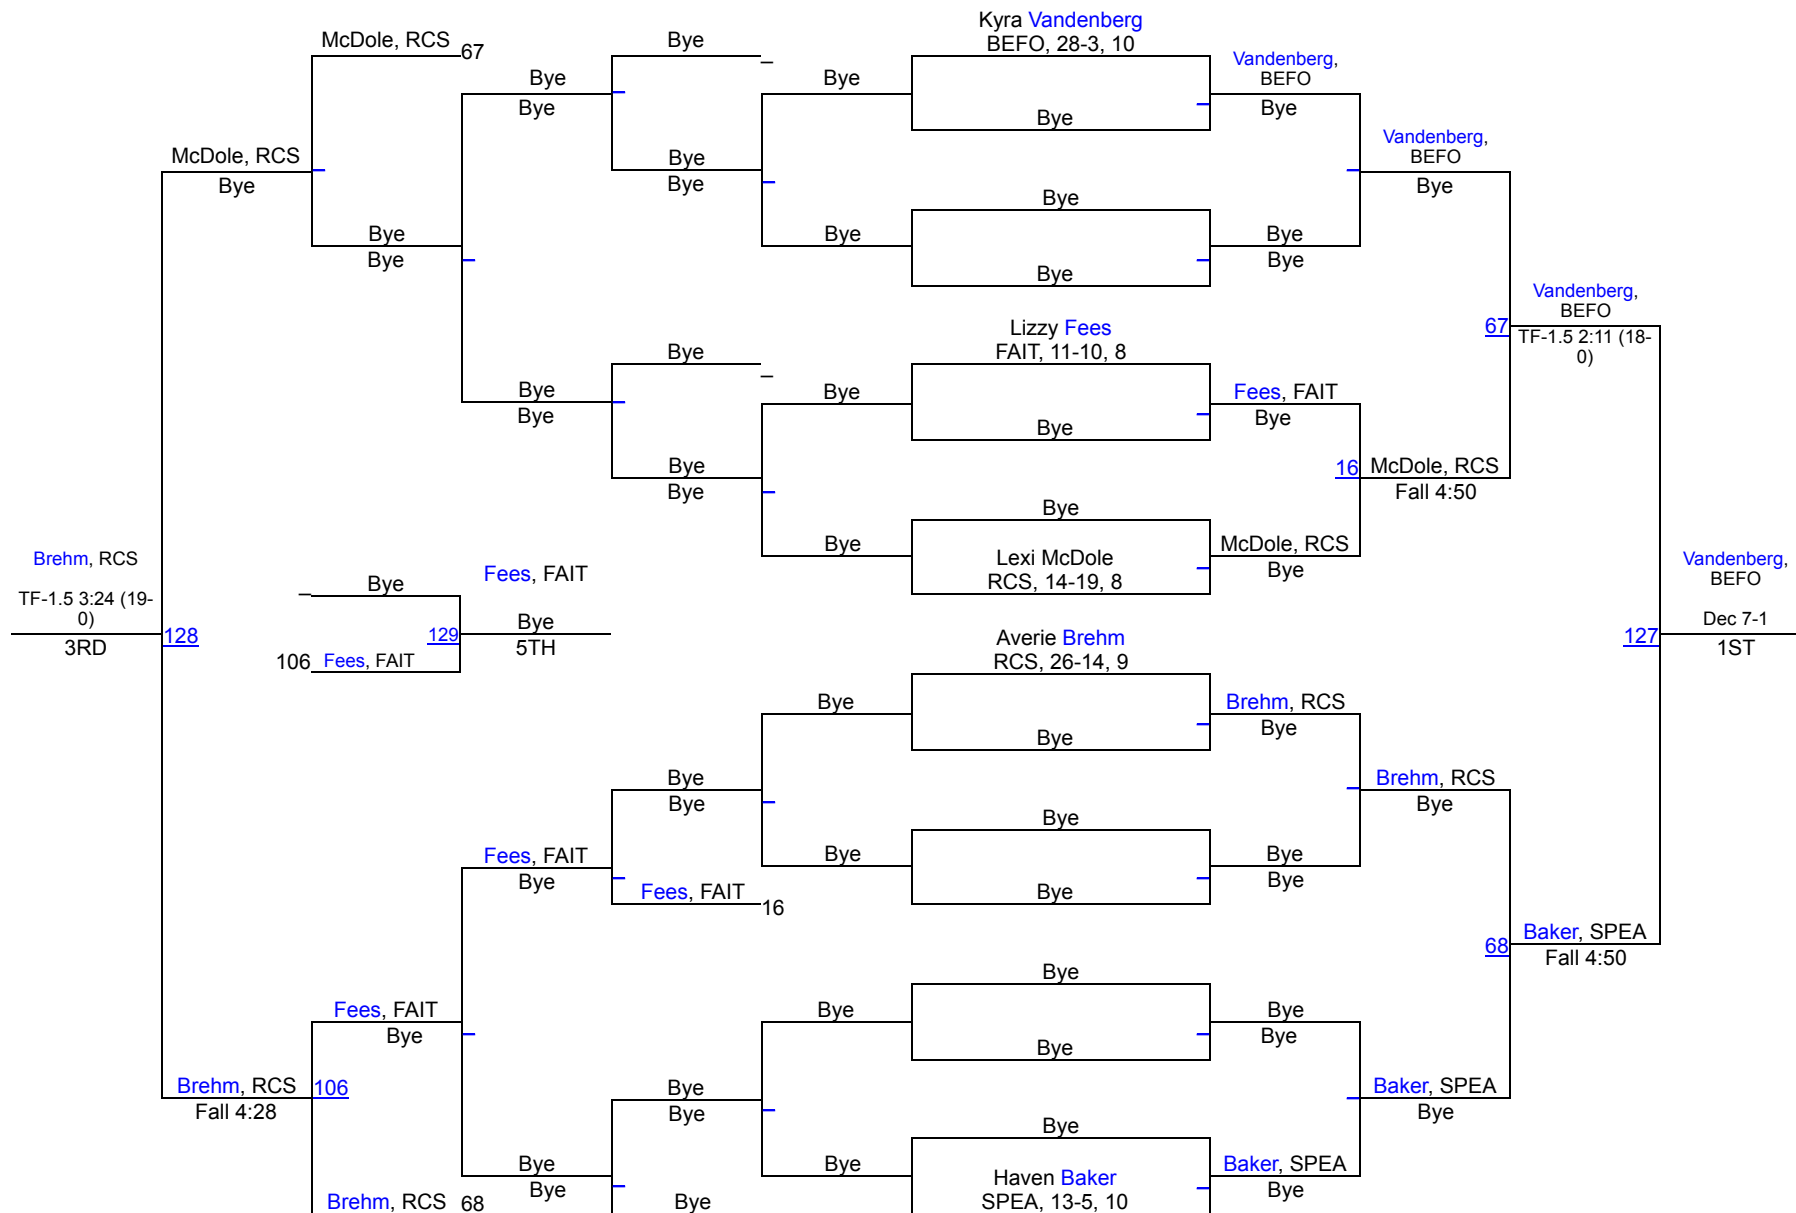 Kyra Vandenberg
McDole, RCS 67
Bye
BEFO, 28-3, 10
Vandenberg,
BEFO
Bye
Bye
Bye
Bye
Bye
Bye
Vandenberg,
BEFO
McDole, RCS
Bye
Bye
Bye
Bye
Bye
Bye
Bye
Bye
Bye
Bye
Bye
Bye
Vandenberg,
BEFO
Lizzy Fees
67
TF-1.5 2:11 (18-
0)
Bye
FAIT, 11-10, 8
Bye
Bye
Fees, FAIT
Bye
Bye
Bye
Bye
Bye
16
McDole, RCS
Fall 4:50
Bye
Bye
McDole, RCS
Lexi McDole
RCS, 14-19, 8
Bye
Brehm, RCS
TF-1.5 3:24 (19-
0)
3RD
128
Bye
Fees, FAIT
129
Bye
5TH
106
Fees, FAIT
Vandenberg,
BEFO
Dec 7-1
1ST
127
Averie Brehm
RCS, 26-14, 9
Bye
Brehm, RCS
Bye
Bye
Bye
Bye
Brehm, RCS
Bye
Bye
Fees, FAIT
Bye
Bye
Bye
Bye
Bye
Fees, FAIT
16
68
Baker, SPEA
Fall 4:50
Bye
Fees, FAIT
Bye
Bye
Bye
Bye
Bye
Brehm, RCS
106
Fall 4:28
Bye
Bye
Baker, SPEA
Bye
Bye
Bye
Bye
Bye
Haven Baker
SPEA, 13-5, 10
Baker, SPEA
Bye
Brehm, RCS 68
Bye